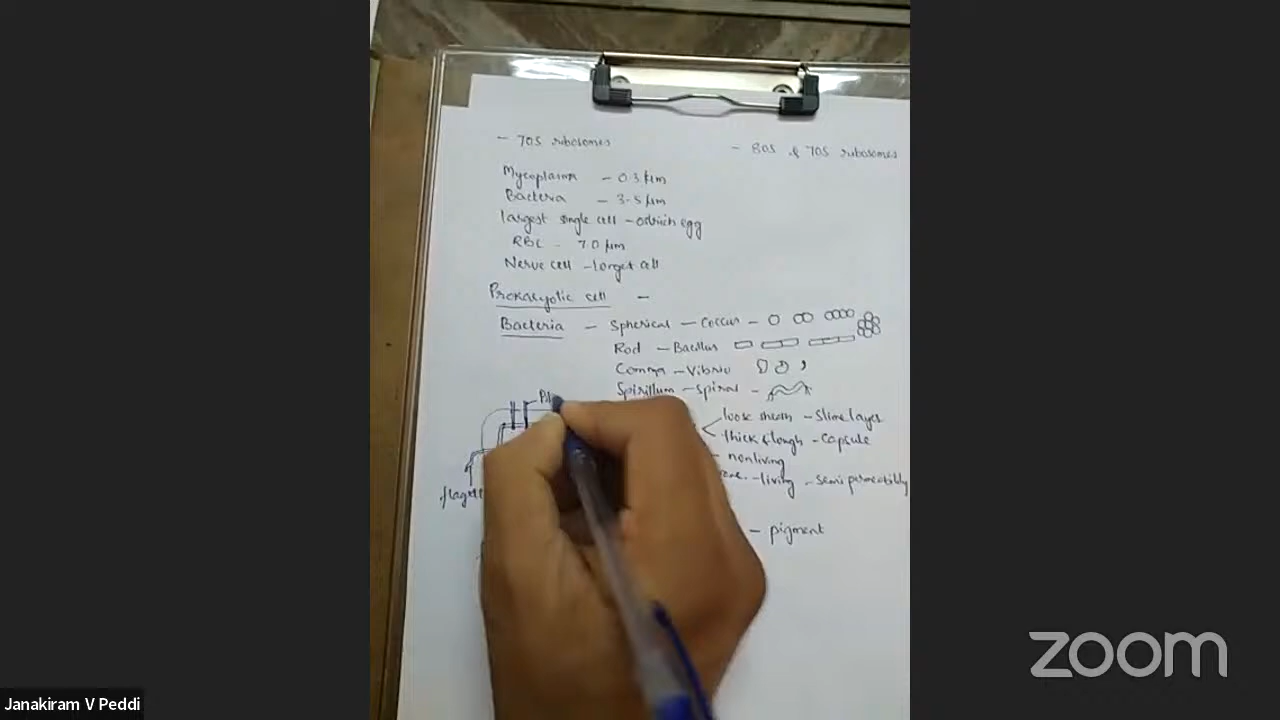 - 70S ribosomes
- 80S & 70S ribosomes
Mycoplasma - 0.3 µm
Bacteria - 3-5 µm
largest single cell - ostrich egg
RBC - 7.0 µm
Nerve cell - longest cell
Prokaryotic cell -
Bacteria - Spherical - Coccus -
Rod - Bacillus
Comma - Vibrio
Spirillum - Spiral -
loose sheath - Slime layer
thick & tough - capsule
- nonliving
- living - semi permeability
- pigment
zoom
Janakiram V Peddi